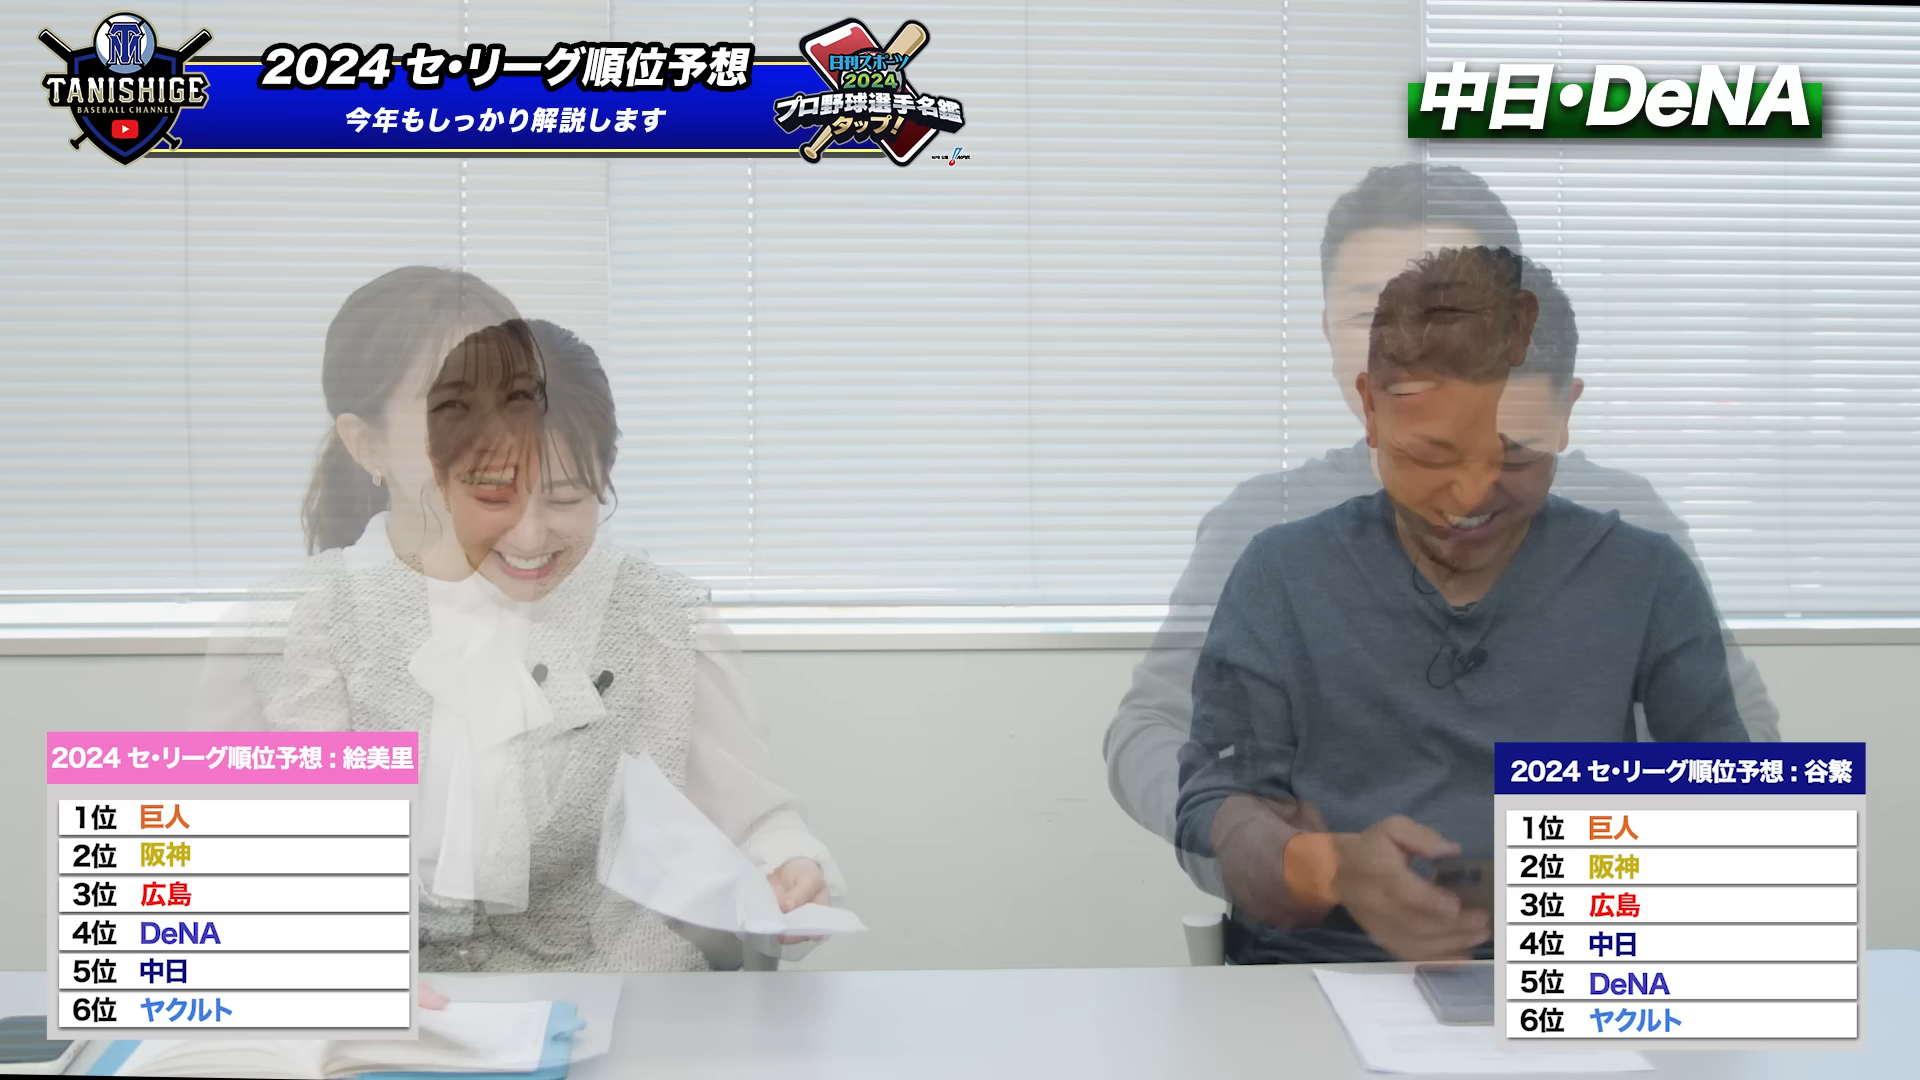 TANISHIGE
BASEBALL CHANNEL
2024 セ・リーグ順位予想
今年もしっかり解説します
日刊スポーツ
2024
プロ野球選手名鑑
タップ!
中日・DeNA
2024 セ・リーグ順位予想 : 絵美里
1位 巨人
2位 阪神
3位 広島
4位 DeNA
5位 中日
6位 ヤクルト
2024 セ・リーグ順位予想 : 谷繁
1位 巨人
2位 阪神
3位 広島
4位 中日
5位 DeNA
6位 ヤクルト